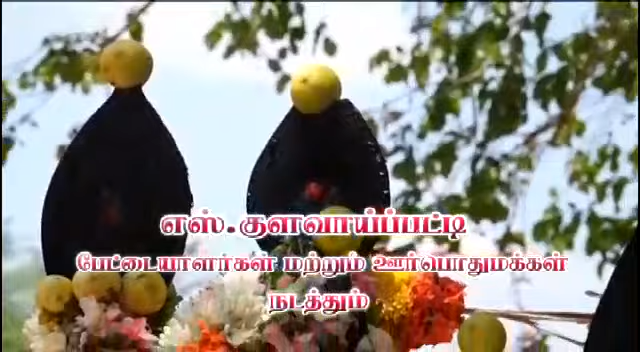 எஸ்.குளவாய்ப்பட்டி
பேட்டையாளர்கள் மற்றும் ஊர்பொதுமக்கள்
நடத்தும்